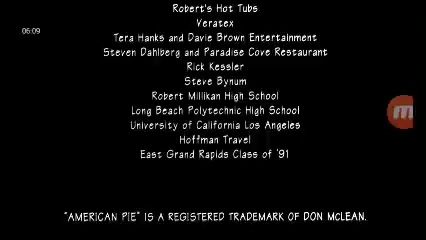 Robert's Hot Tubs
06:09
Veratex
Tera Hanks and Davie Brown Entertainment
Steven Dahlberg and Paradise Cove Restaurant
Rick Kessler
Steve Bynum
Robert Millikan High School
Long Beach Polytechnic High School
University of California Los Angeles
Hoffman Travel
East Grand Rapids Class of '91
"AMERICAN PIE" IS A REGISTERED TRADEMARK OF DON MCLEAN.